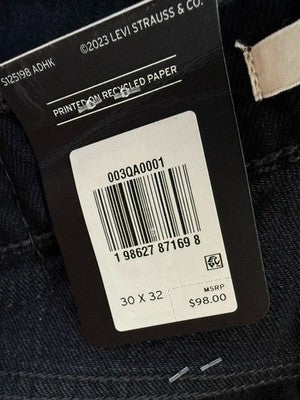 ©2023 LEVI STRAUSS & CO.
S125198 ADHK
PRINTED ON RECYCLED PAPER
003QA0001
1 98627 87169 8
30 X 32
MSRP
$98.00